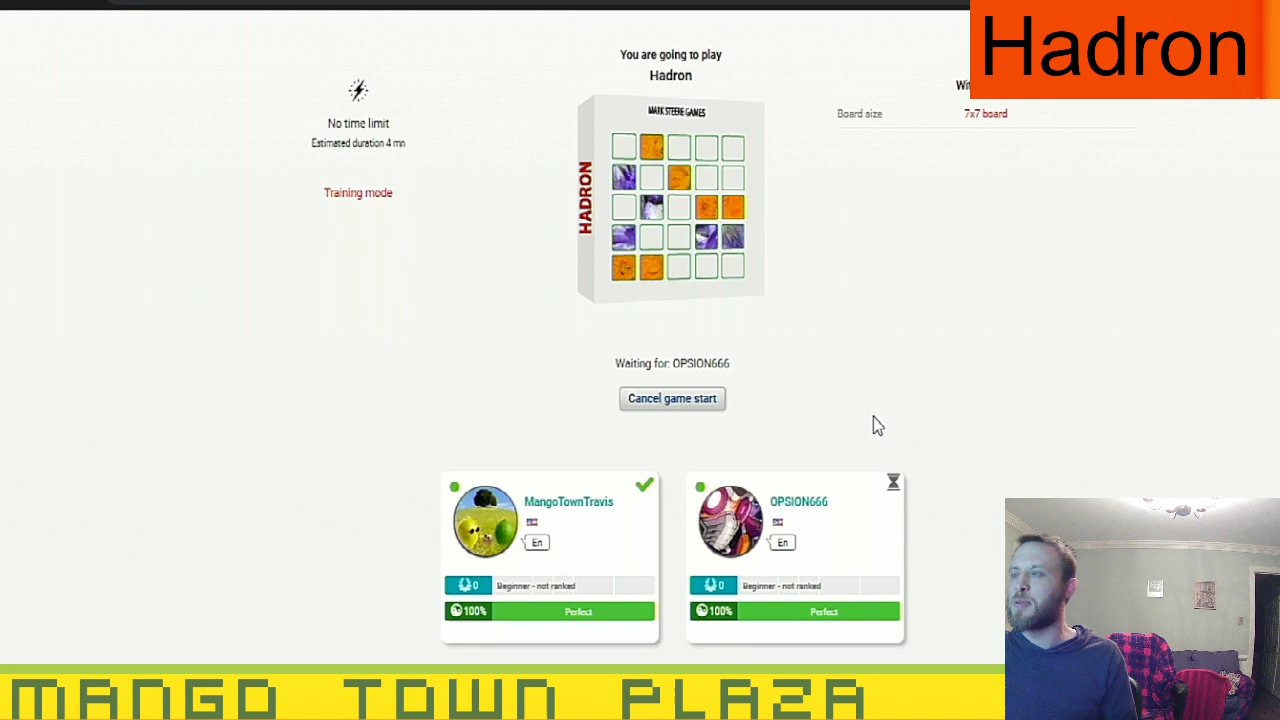 Hadron
You are going to play
Hadron
MARK STEERE GAMES
HADRON
No time limit
Estimated duration 4 mn
Training mode
Board size
7x7 board
Waiting for: OPSION666
Cancel game start
MangoTownTravis
En
0
Beginner - not ranked
100%
Perfect
OPSION666
En
0
Beginner - not ranked
100%
Perfect
MANGO TOWN PLAZA